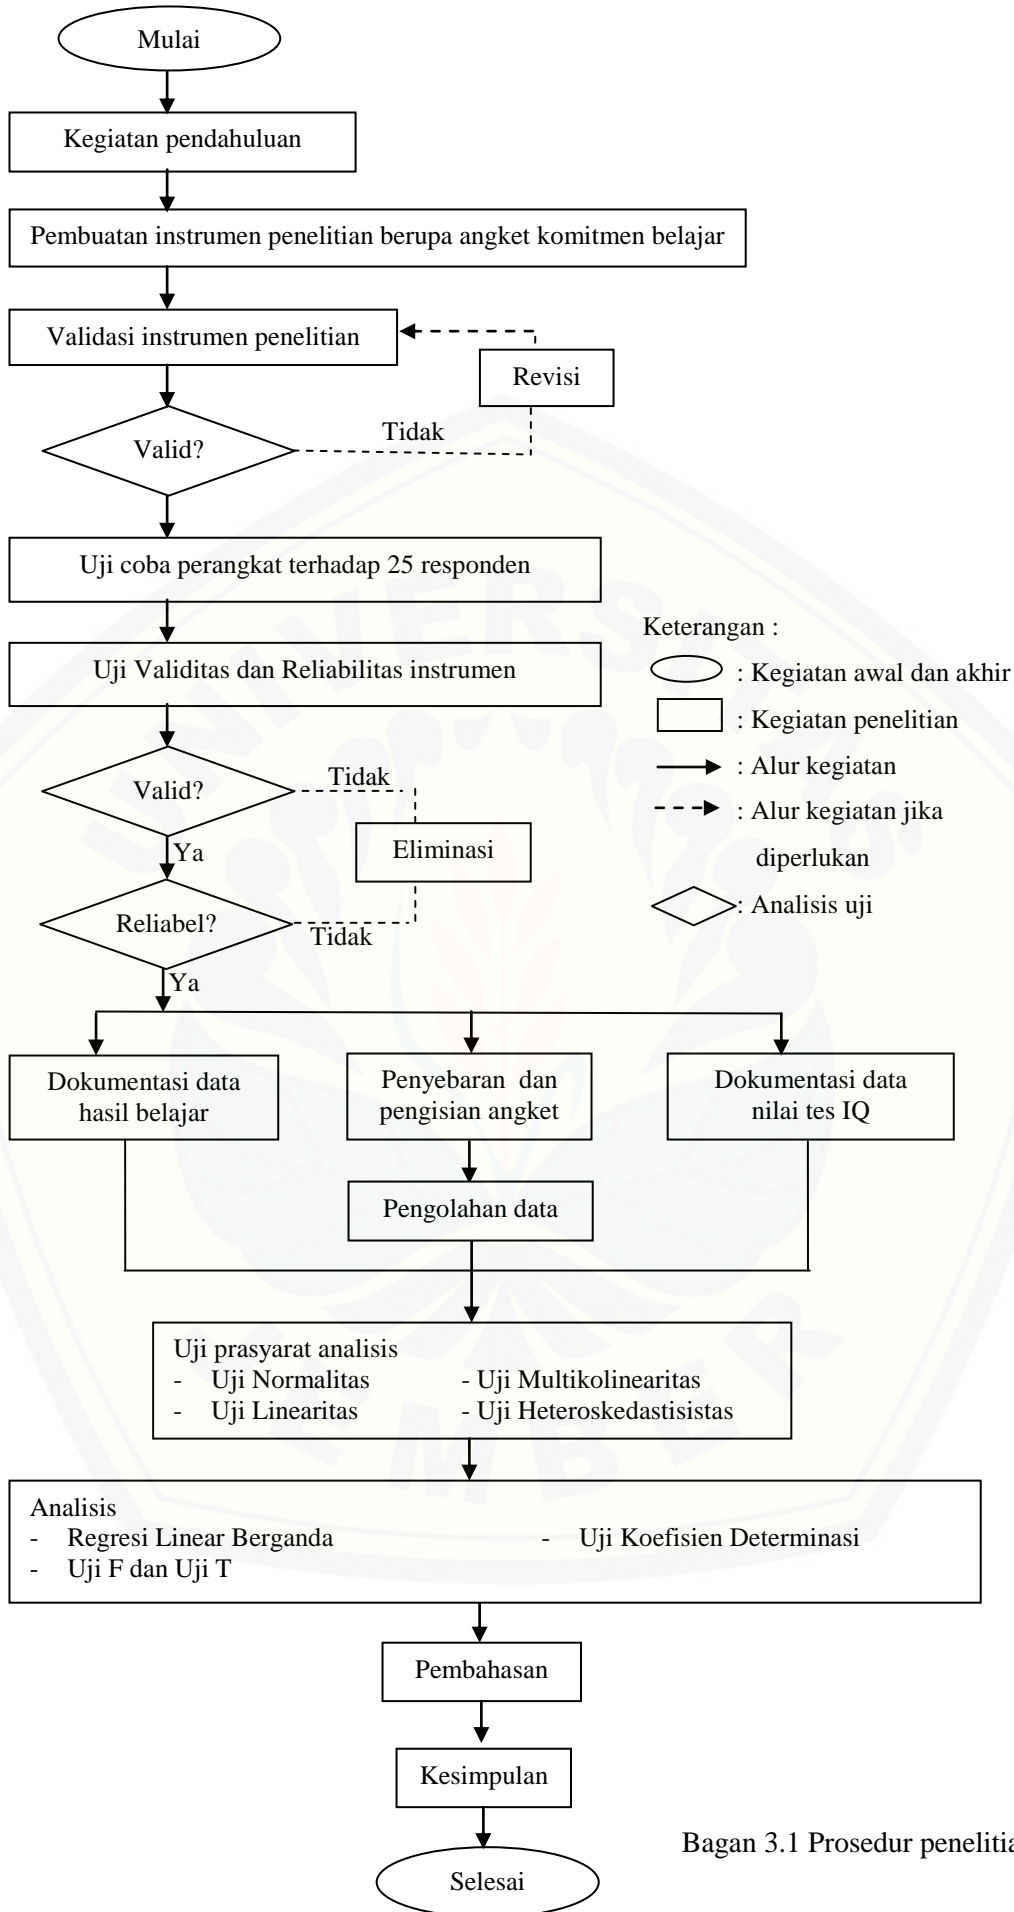 Mulai
Kegiatan pendahuluan
Pembuatan instrumen penelitian berupa angket komitmen belajar
Validasi instrumen penelitian
Revisi
Tidak
Valid?
Uji coba perangkat terhadap 25 responden
Uji Validitas dan Reliabilitas instrumen
Keterangan :
: Kegiatan awal dan akhir
: Kegiatan penelitian
: Alur kegiatan
: Alur kegiatan jika
diperlukan
: Analisis uji
Valid?
Tidak
Ya
Eliminasi
Reliabel?
Tidak
Ya
Dokumentasi data
hasil belajar
Penyebaran dan
pengisian angket
Dokumentasi data
nilai tes IQ
Pengolahan data
Uji prasyarat analisis
- Uji Normalitas - Uji Multikolinearitas
- Uji Linearitas - Uji Heteroskedastisistas
Analisis
- Regresi Linear Berganda - Uji Koefisien Determinasi
- Uji F dan Uji T
Pembahasan
Kesimpulan
Selesai
Bagan 3.1 Prosedur penelitia
UNIVERSITAS
JEMBER